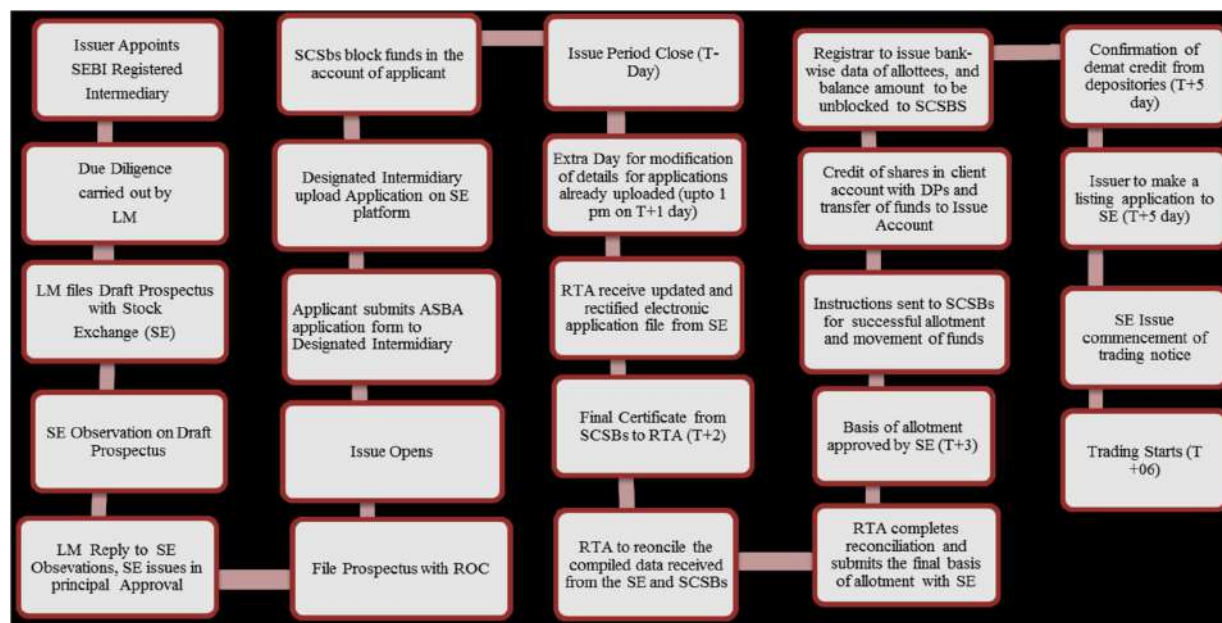 Issuer Appoints
SEBI Registered
Intermediary
Due Diligence
carried out by
LM
LM files Draft Prospectus
with Stock
Exchange (SE)
SE Observation on Draft
Prospectus
LM Reply to SE
Obsevations, SE issues in
principal Approval
File Prospectus with ROC
Issue Opens
Applicant submits ASBA
application form to
Designated Intermidiary
Designated Intermidiary
upload Application on SE
platform
SCSbs block funds in the
account of applicant
Issue Period Close (T-
Day)
Extra Day for modification
of details for applications
already uploaded (upto 1
pm on T+1 day)
RTA receive updated and
rectified electronic
application file from SE
Final Certificate from
SCSBs to RTA (T+2)
RTA to reconcile the
compiled data received
from the SE and SCSBs
RTA completes
reconciliation and
submits the final basis
of allotment with SE
Basis of allotment
approved by SE (T+3)
Instructions sent to SCSBs
for successful allotment
and movement of funds
Credit of shares in client
account with DPs and
transfer of funds to Issue
Account
Registrar to issue bank-
wise data of allottees, and
balance amount to be
unblocked to SCSBS
Confirmation of
demat credit from
depositories (T+5
day)
Issuer to make a
listing application to
SE (T+5 day)
SE Issue
commencement of
trading notice
Trading Starts (T
+06)